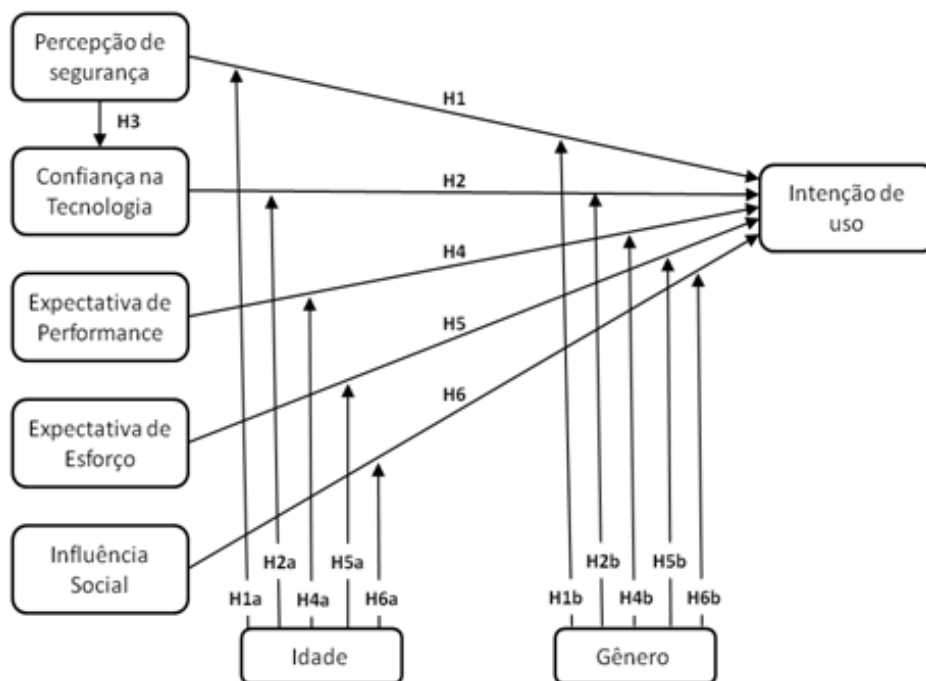 Percepção de
segurança
H1
H3
Confiança na
Tecnologia
H2
Intenção de
uso
H4
Expectativa de
Performance
H5
H6
Expectativa de
Esforço
Influência
Social
H2a
H5a
H2b
H5b
H1a
H4a
H6a
H1b
H4b
H6b
Idade
Gênero